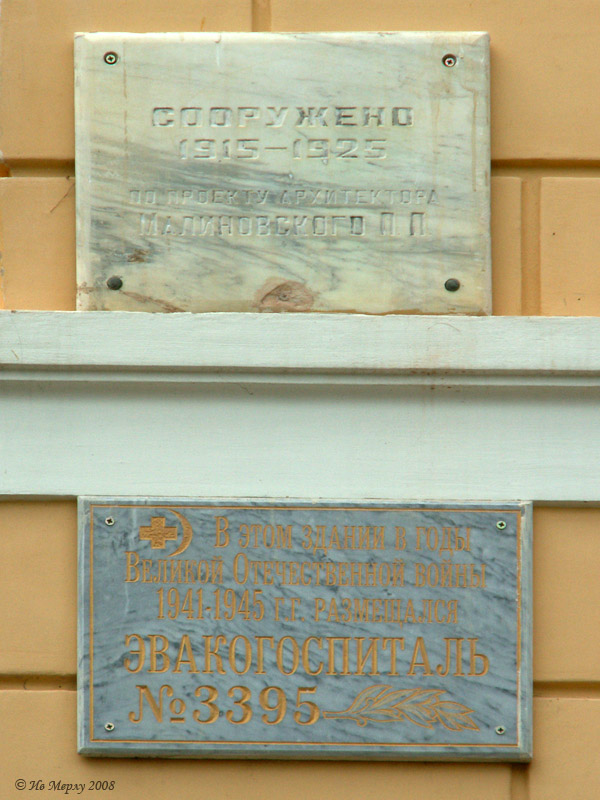 СООРУЖЕНО
1915–1925
ПО ПРОЕКТУ АРХИТЕКТОРА
МАЛИНОВСКОГО П.П.
В ЭТОМ ЗДАНИИ В ГОДЫ
ВЕЛИКОЙ ОТЕЧЕСТВЕННОЙ ВОЙНЫ
1941-1945 Г.Г. РАЗМЕЩАЛСЯ
ЭВАКОГОСПИТАЛЬ
№3395
© Не Мерлу 2008